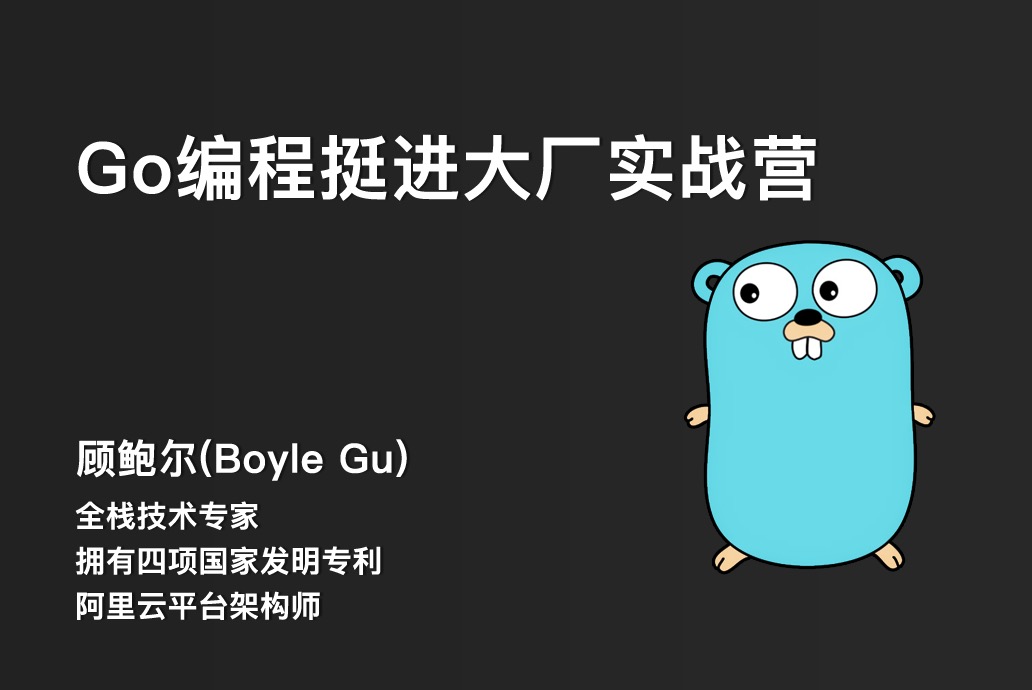 Go编程挺进大厂实战营
顾鲍尔(Boyle Gu)
全栈技术专家
拥有四项国家发明专利
阿里云平台架构师